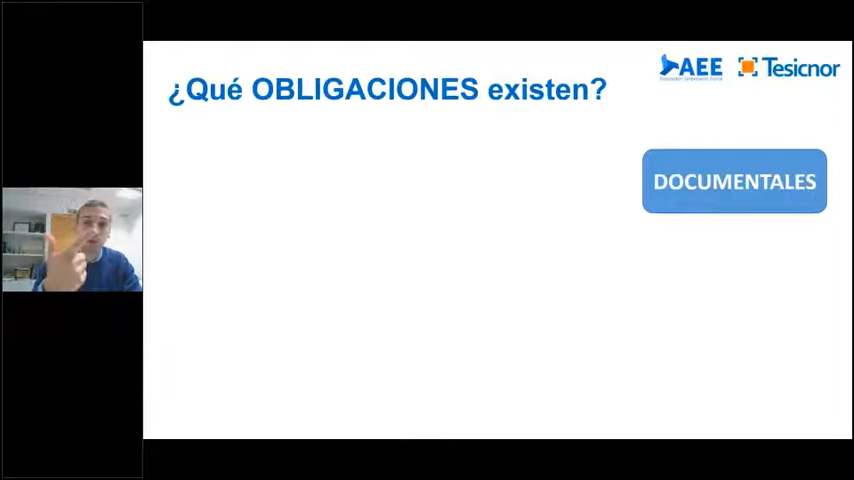 ¿Qué OBLIGACIONES existen?
AEE
Tesicnor
DOCUMENTALES